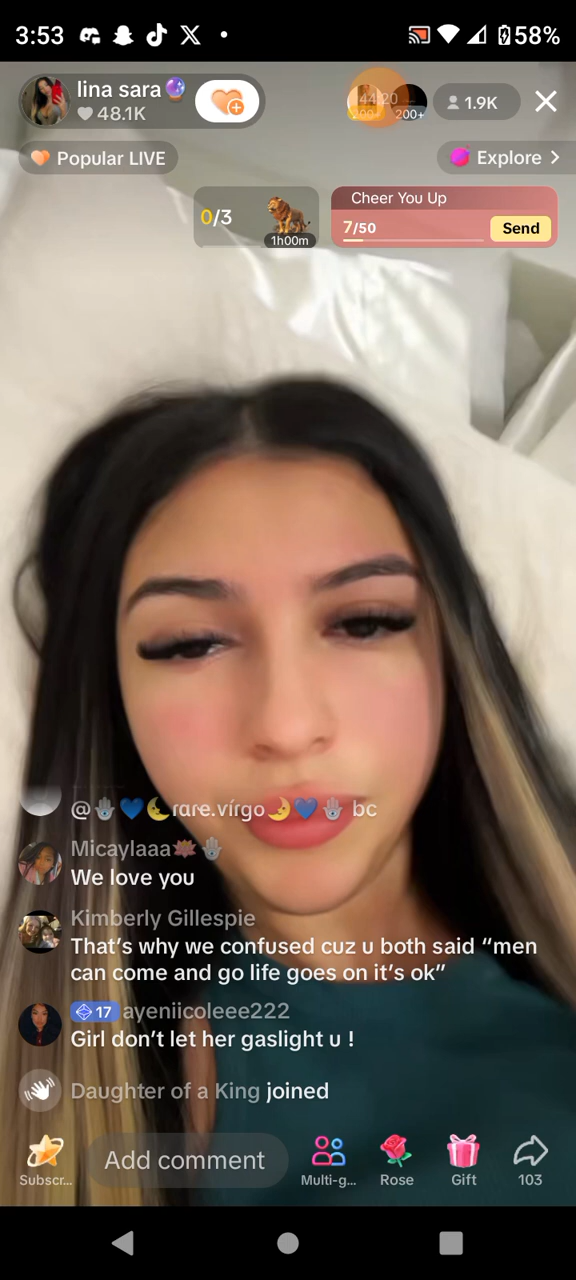 3:53
58%
lina sara🔮
48.1K
200+
1.9K
Popular LIVE
Explore
0/3
1h00m
Cheer You Up
7/50
Send
@🪬💙🌜rare.vírgo🌛💙🪬 bc
Micaylaaa🪷🪬
We love you
Kimberly Gillespie
That’s why we confused cuz u both said “men
can come and go life goes on it’s ok”
17 ayeniicoleee222
Girl don’t let her gaslight u !
Daughter of a King joined
Add comment
Subscr...
Multi-g...
Rose
Gift
103